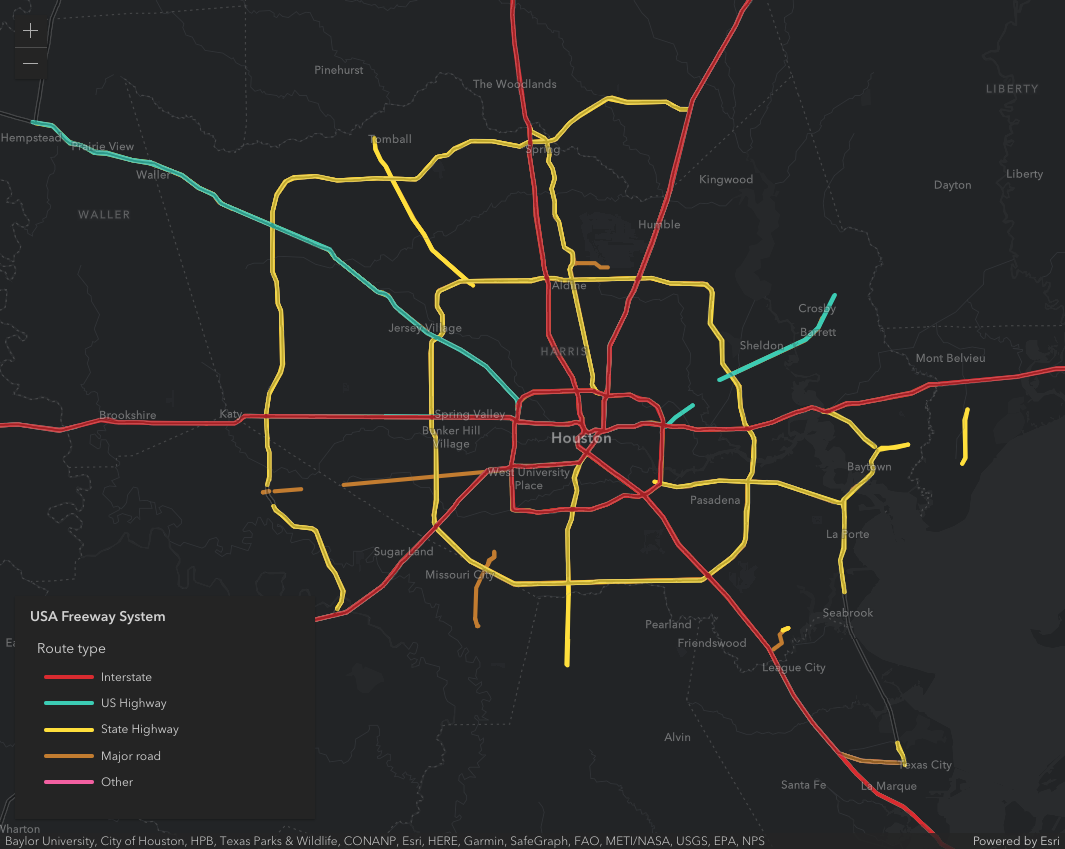 +
−
Pinehurst
The Woodlands
LIBERTY
Hempstead
Tomball
Prairie View
Spring
Waller
Kingwood
Dayton
Liberty
WALLER
Humble
Aldine
Crosby
Jersey Village
Barrett
Sheldon
HARRIS
Mont Belvieu
Brookshire
Katy
Spring Valley
Bunker Hill
Village
Houston
Baytown
West University
Place
Pasadena
La Porte
Sugar Land
Missouri City
Seabrook
Pearland
Friendswood
League City
USA Freeway System
Route type
Interstate
US Highway
State Highway
Major road
Other
Alvin
Texas City
Santa Fe
La Marque
Wharton
Baylor University, City of Houston, HPB, Texas Parks & Wildlife, CONANP, Esri, HERE, Garmin, SafeGraph, FAO, METI/NASA, USGS, EPA, NPS
Powered by Esri